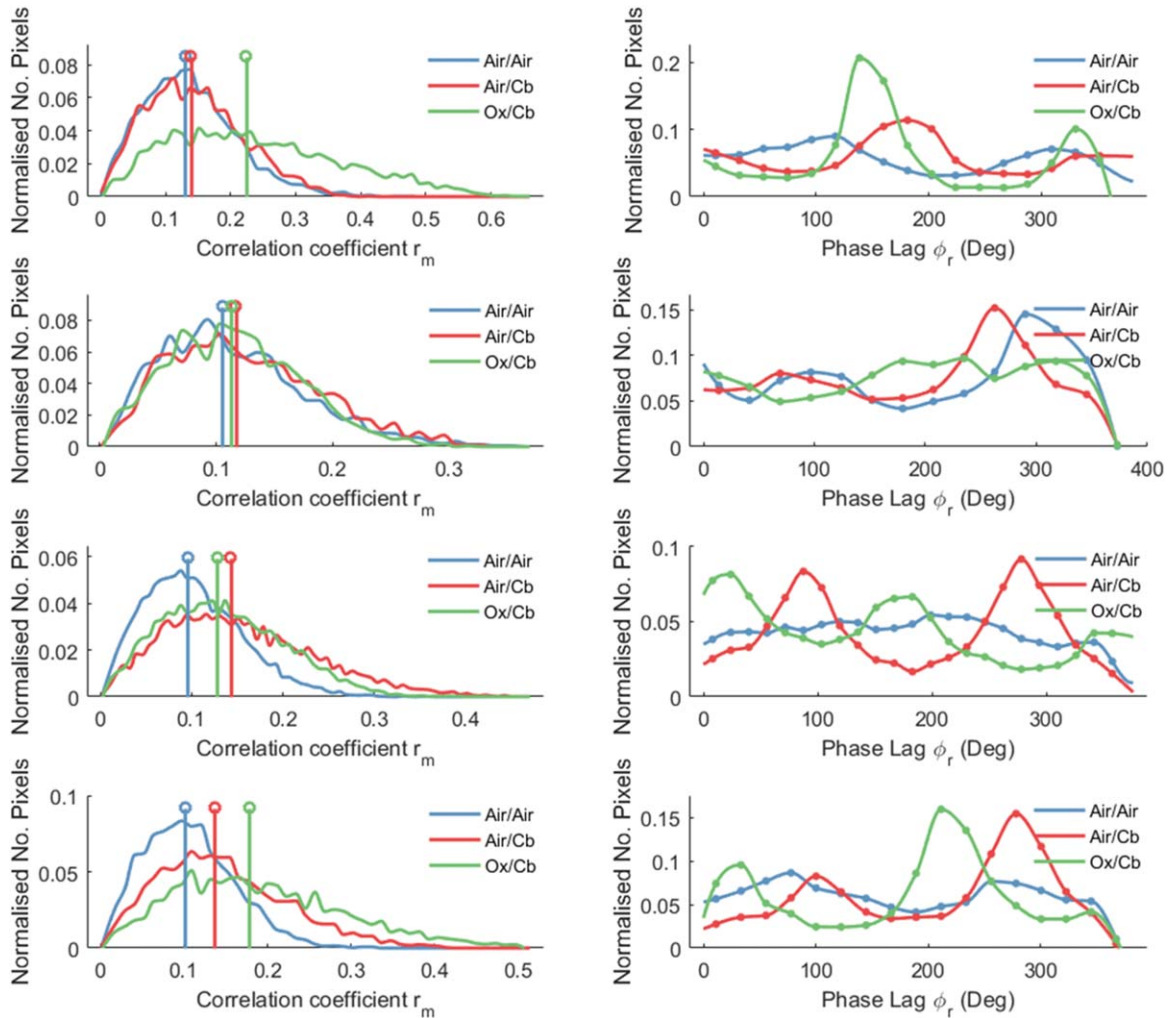 Normalised No. Pixels
0.08
0.06
0.04
0.02
0
0 0.1 0.2 0.3 0.4 0.5 0.6
Correlation coefficient r_m
Air/Air
Air/Cb
Ox/Cb
Normalised No. Pixels
0.2
0.1
0
0 100 200 300
Phase Lag ϕ_r (Deg)
Air/Air
Air/Cb
Ox/Cb
Normalised No. Pixels
0.08
0.06
0.04
0.02
0
0 0.1 0.2 0.3
Correlation coefficient r_m
Air/Air
Air/Cb
Ox/Cb
Normalised No. Pixels
0.15
0.1
0.05
0
0 100 200 300 400
Phase Lag ϕ_r (Deg)
Air/Air
Air/Cb
Ox/Cb
Normalised No. Pixels
0.06
0.04
0.02
0
0 0.1 0.2 0.3 0.4
Correlation coefficient r_m
Air/Air
Air/Cb
Ox/Cb
Normalised No. Pixels
0.1
0.05
0
0 100 200 300
Phase Lag ϕ_r (Deg)
Air/Air
Air/Cb
Ox/Cb
Normalised No. Pixels
0.1
0.05
0
0 0.1 0.2 0.3 0.4 0.5
Correlation coefficient r_m
Air/Air
Air/Cb
Ox/Cb
Normalised No. Pixels
0.15
0.1
0.05
0
0 100 200 300
Phase Lag ϕ_r (Deg)
Air/Air
Air/Cb
Ox/Cb